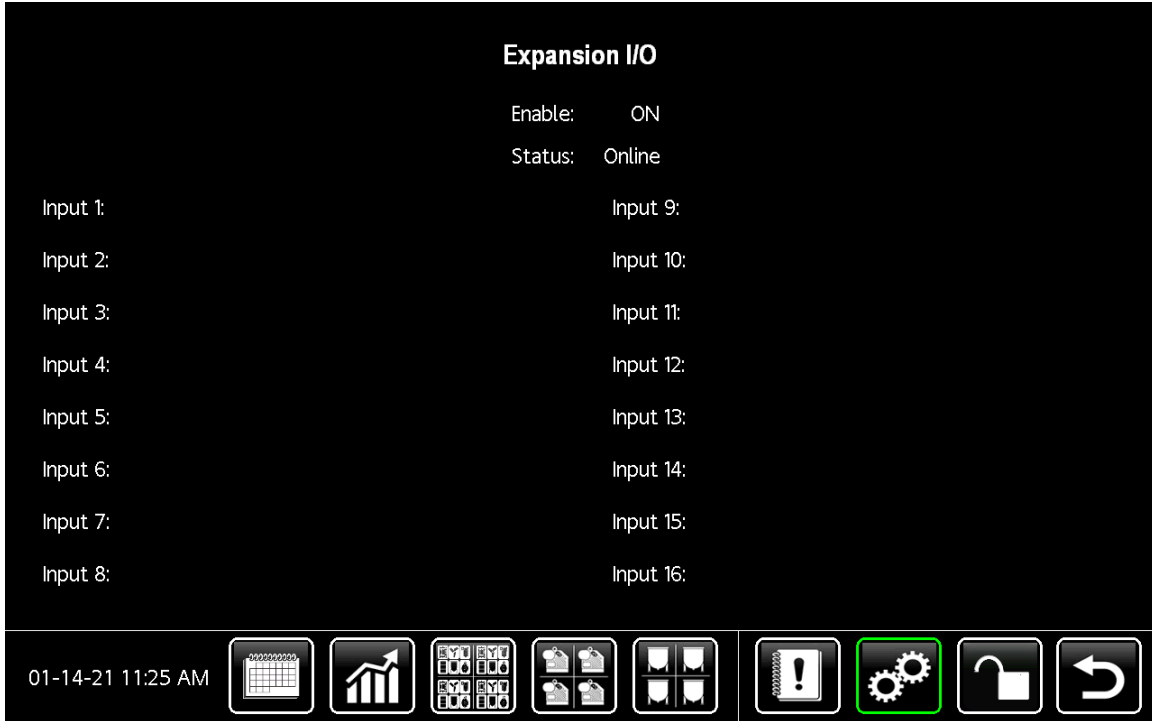 Expansion I/O
Enable: ON
Status: Online
Input 1:
Input 2:
Input 3:
Input 4:
Input 5:
Input 6:
Input 7:
Input 8:
Input 9:
Input 10:
Input 11:
Input 12:
Input 13:
Input 14:
Input 15:
Input 16:
01-14-21 11:25 AM